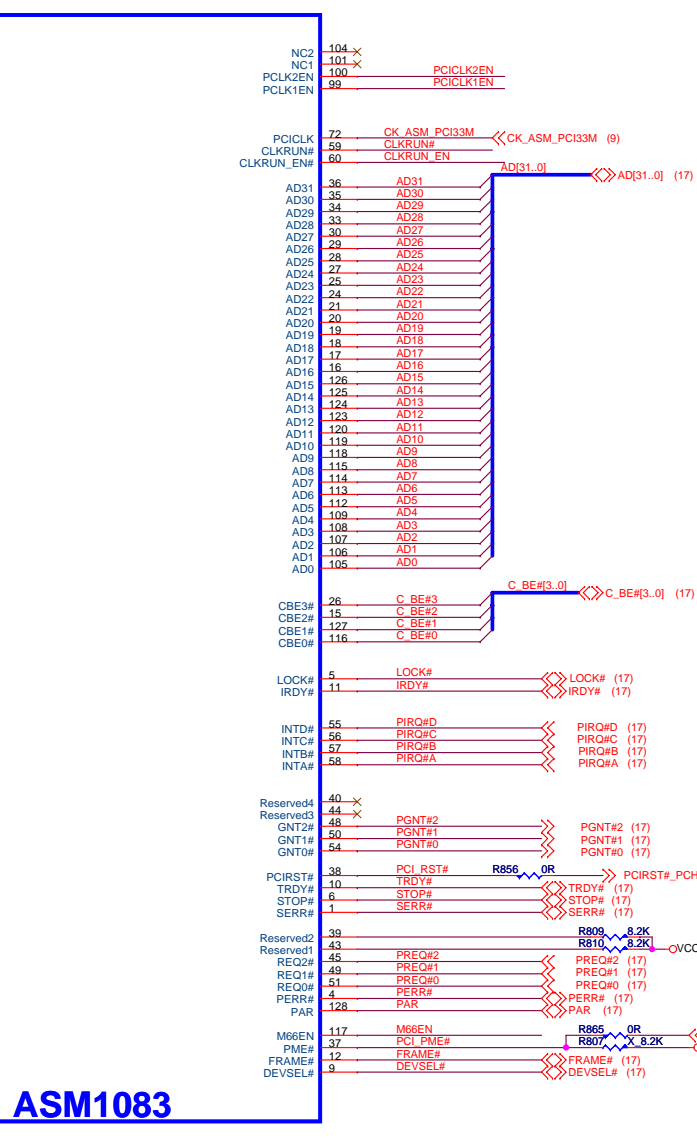 NC2 104
NC1 101
PCLK2EN 100 PCICLK2EN
PCLK1EN 99 PCICLK1EN
PCICLK 72 CK_ASM_PCI33M CK_ASM_PCI33M (9)
CLKRUN# 59 CLKRUN#
CLKRUN_EN# 60 CLKRUN_EN
AD[31..0] AD[31..0] (17)
AD31 36 AD31
AD30 35 AD30
AD29 34 AD29
AD28 33 AD28
AD27 30 AD27
AD26 29 AD26
AD25 28 AD25
AD24 27 AD24
AD23 25 AD23
AD22 24 AD22
AD21 21 AD21
AD20 20 AD20
AD19 19 AD19
AD18 18 AD18
AD17 17 AD17
AD16 16 AD16
AD15 126 AD15
AD14 125 AD14
AD13 124 AD13
AD12 123 AD12
AD11 120 AD11
AD10 119 AD10
AD9 118 AD9
AD8 115 AD8
AD7 114 AD7
AD6 113 AD6
AD5 112 AD5
AD4 109 AD4
AD3 108 AD3
AD2 107 AD2
AD1 106 AD1
AD0 105 AD0
C_BE#[3..0] C_BE#[3..0] (17)
CBE3# 26 C_BE#3
CBE2# 15 C_BE#2
CBE1# 127 C_BE#1
CBE0# 116 C_BE#0
LOCK# 5 LOCK# LOCK# (17)
IRDY# 11 IRDY# IRDY# (17)
INTD# 55 PIRQ#D PIRQ#D (17)
INTC# 56 PIRQ#C PIRQ#C (17)
INTB# 57 PIRQ#B PIRQ#B (17)
INTA# 58 PIRQ#A PIRQ#A (17)
Reserved4 40
Reserved3 44
GNT2# 48 PGNT#2 PGNT#2 (17)
GNT1# 50 PGNT#1 PGNT#1 (17)
GNT0# 54 PGNT#0 PGNT#0 (17)
PCIRST# 38 PCI_RST# R856 0R PCIRST#_PCH
TRDY# 10 TRDY# TRDY# (17)
STOP# 6 STOP# STOP# (17)
SERR# 1 SERR# SERR# (17)
Reserved2 39 R809 8.2K
Reserved1 43 R810 8.2K VCC
REQ2# 45 PREQ#2 PREQ#2 (17)
REQ1# 49 PREQ#1 PREQ#1 (17)
REQ0# 51 PREQ#0 PREQ#0 (17)
PERR# 4 PERR# PERR# (17)
PAR 128 PAR PAR (17)
M66EN 117 M66EN R865 0R
PME# 37 PCI_PME# R807 X_8.2K
FRAME# 12 FRAME# FRAME# (17)
DEVSEL# 9 DEVSEL# DEVSEL# (17)
ASM1083